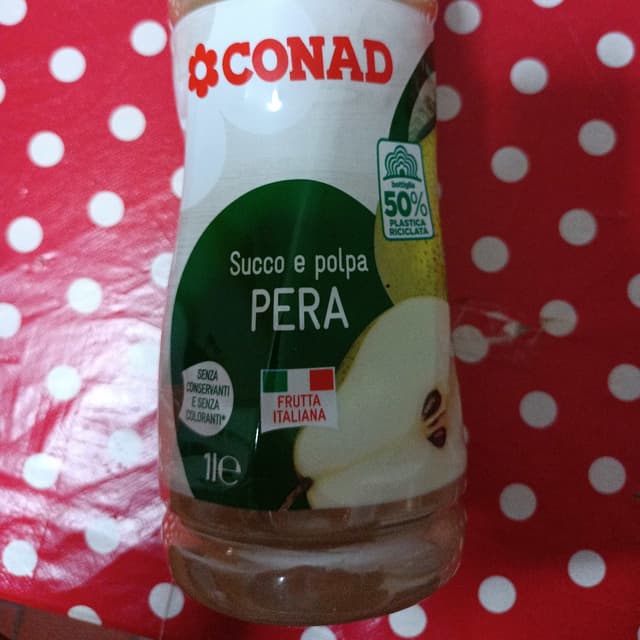 CONAD
bottiglia
50%
PLASTICA
RICICLATA
Succo e polpa
PERA
SENZA
CONSERVANTI
E SENZA
COLORANTI*
FRUTTA
ITALIANA
1l℮